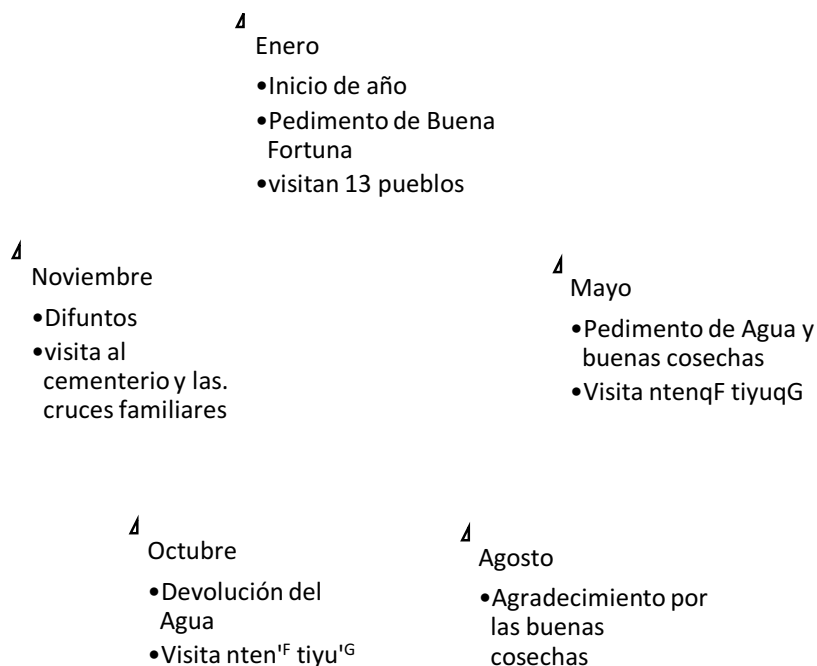 Enero
•Inicio de año
•Pedimento de Buena
Fortuna
•visitan 13 pueblos
Mayo
•Pedimento de Agua y
buenas cosechas
•Visita ntenqF tiyuqG
Agosto
•Agradecimiento por
las buenas
cosechas
Octubre
•Devolución del
Agua
•Visita nten'ᶠ tiyu'ᴳ
Noviembre
•Difuntos
•visita al
cementerio y las.
cruces familiares